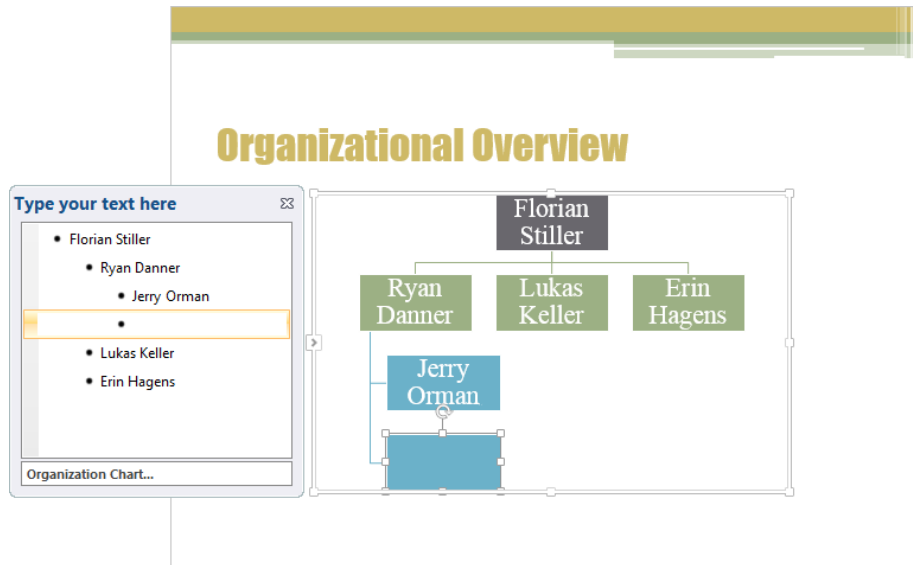 Organizational Overview
Type your text here
Florian Stiller
Ryan Danner
Jerry Orman
Lukas Keller
Erin Hagens
Organization Chart...
Florian
Stiller
Ryan
Danner
Lukas
Keller
Erin
Hagens
Jerry
Orman